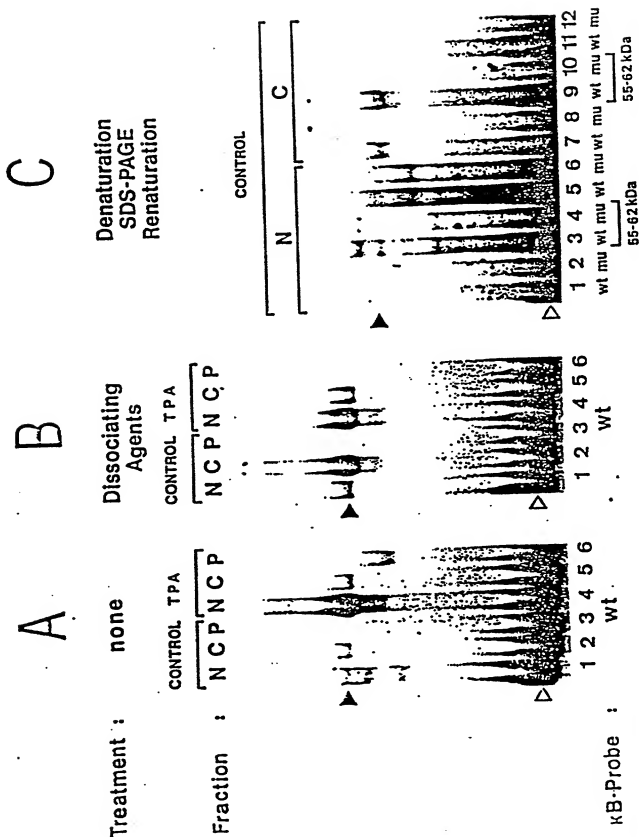 A
B
C
Treatment : none
Dissociating
Agents
Denaturation
SDS-PAGE
Renaturation
CONTROL TPA
CONTROL TPA
CONTROL
Fraction : N C P N C P
N C P N C P
N C
1 2 3 4 5 6
1 2 3 4 5 6
1 2 3 4 5 6 7 8 9 10 11 12
κB-Probe : wt
wt
wt mu wt mu wt mu wt mu wt mu wt mu
55-62 kDa
55-62 kDa